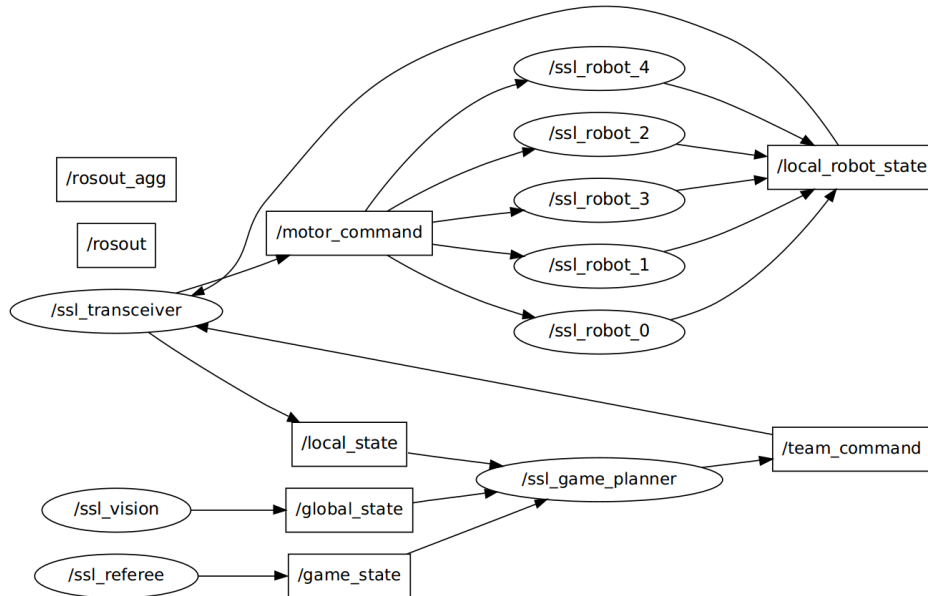 /ssl_robot_4
/ssl_robot_2
/local_robot_state
/rosout_agg
/ssl_robot_3
/motor_command
/rosout
/ssl_robot_1
/ssl_transceiver
/ssl_robot_0
/local_state
/team_command
/ssl_game_planner
/ssl_vision
/global_state
/ssl_referee
/game_state